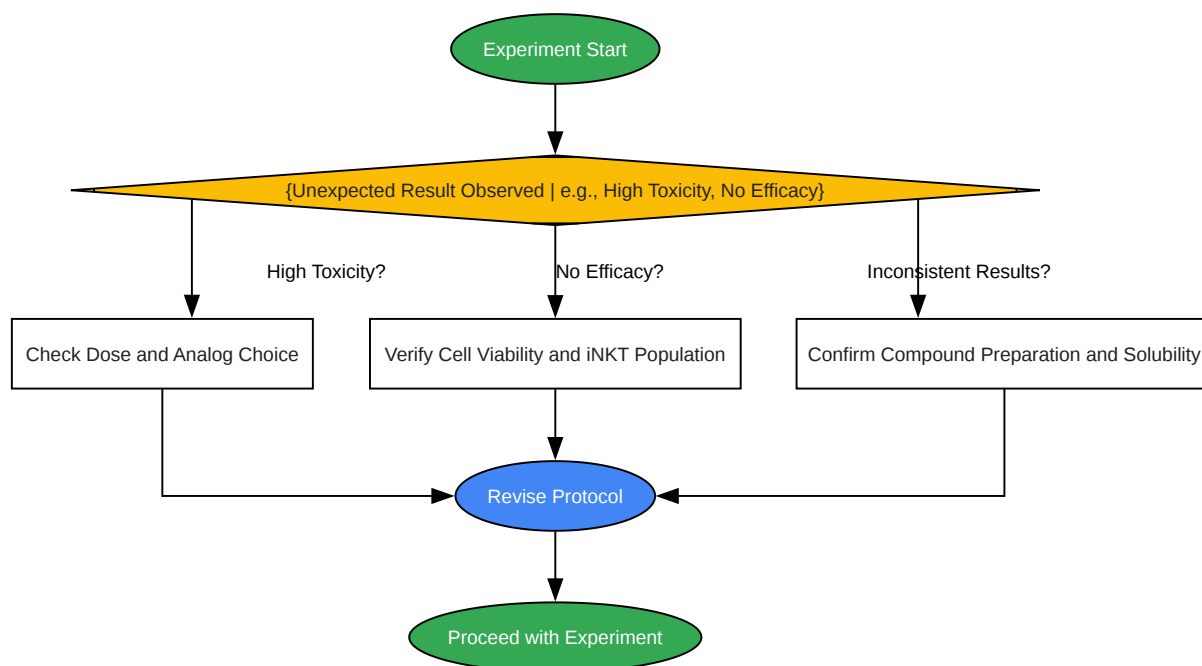 Experiment Start
{Unexpected Result Observed | e.g., High Toxicity, No Efficacy}
High Toxicity?
No Efficacy?
Inconsistent Results?
Check Dose and Analog Choice
Verify Cell Viability and iNKT Population
Confirm Compound Preparation and Solubility
Revise Protocol
Proceed with Experiment